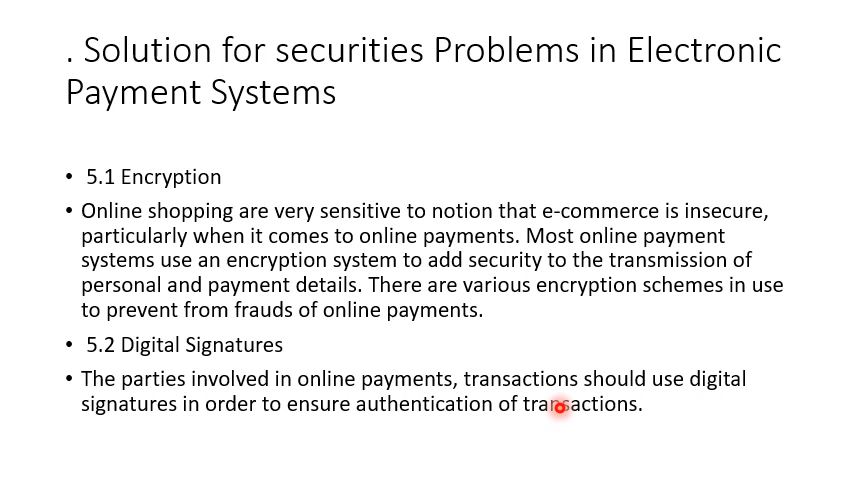 . Solution for securities Problems in Electronic
Payment Systems
• 5.1 Encryption
• Online shopping are very sensitive to notion that e-commerce is insecure,
particularly when it comes to online payments. Most online payment
systems use an encryption system to add security to the transmission of
personal and payment details. There are various encryption schemes in use
to prevent from frauds of online payments.
• 5.2 Digital Signatures
• The parties involved in online payments, transactions should use digital
signatures in order to ensure authentication of transactions.